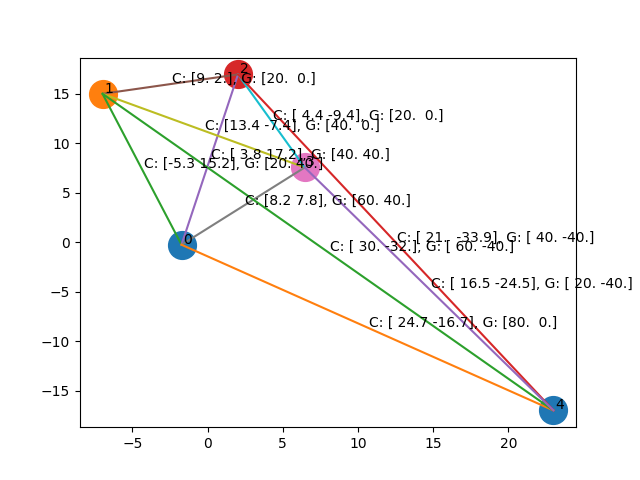 2
1
C: [9. 2.], G: [20. 0.]
15
C: [ 4.4 -9.4], G: [20. 0.]
C: [13.4 -7.4], G: [40. 0.]
10
C: [ 3.8 17.2], G: [40. 40.]
3
C: [-5.3 15.2], G: [20. 40.]
5
C: [8.2 7.8], G: [60. 40.]
0
0
C: [ 21. -33.9], G: [ 40. -40.]
C: [ 30. -32.], G: [ 60. -40.]
C: [ 16.5 -24.5], G: [ 20. -40.]
−5
C: [ 24.7 -16.7], G: [80. 0.]
−10
−15
4
−5 0 5 10 15 20